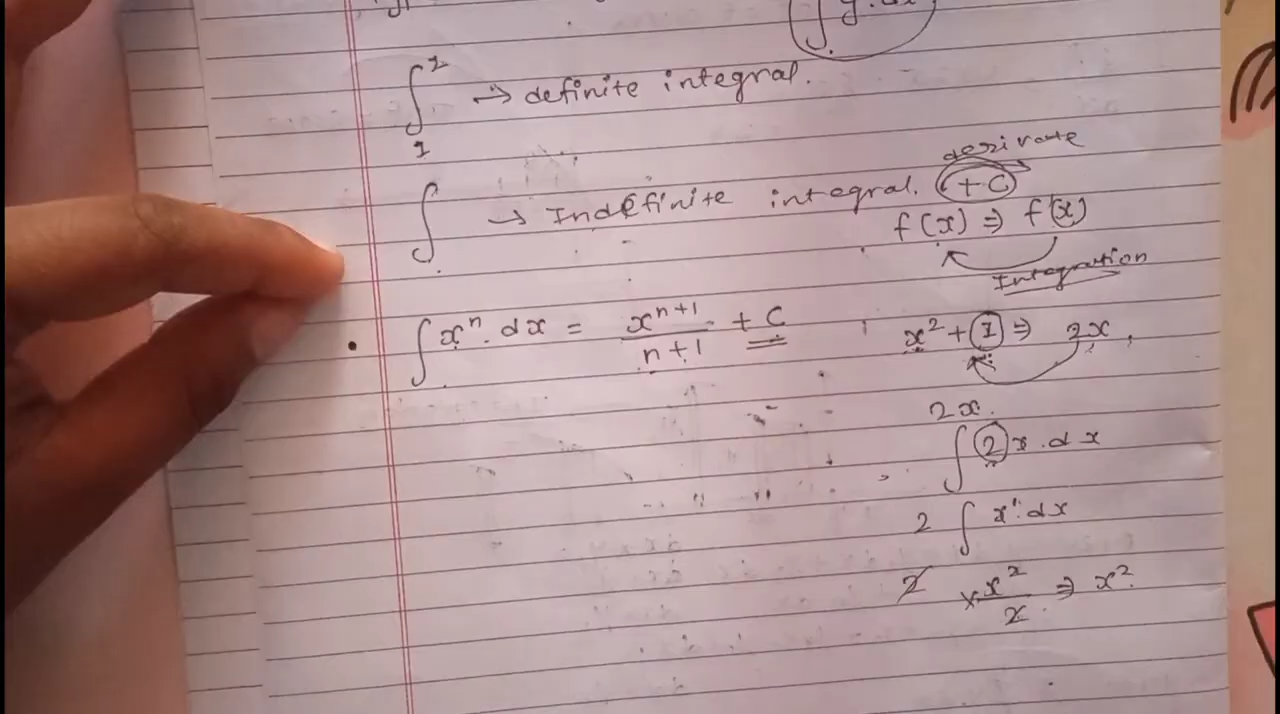 ∫ y.dx
∫₁² → definite integral.
derivate
∫ → Indefinite integral. + C
f(x) ⇒ f'(x)
Integration
• ∫ xⁿ.dx = xⁿ⁺¹/n+1 + C
x² + 1 ⇒ 2x,
2x.
∫ 2x.dx
2 ∫ x¹.dx
2 × x²/2 ⇒ x²